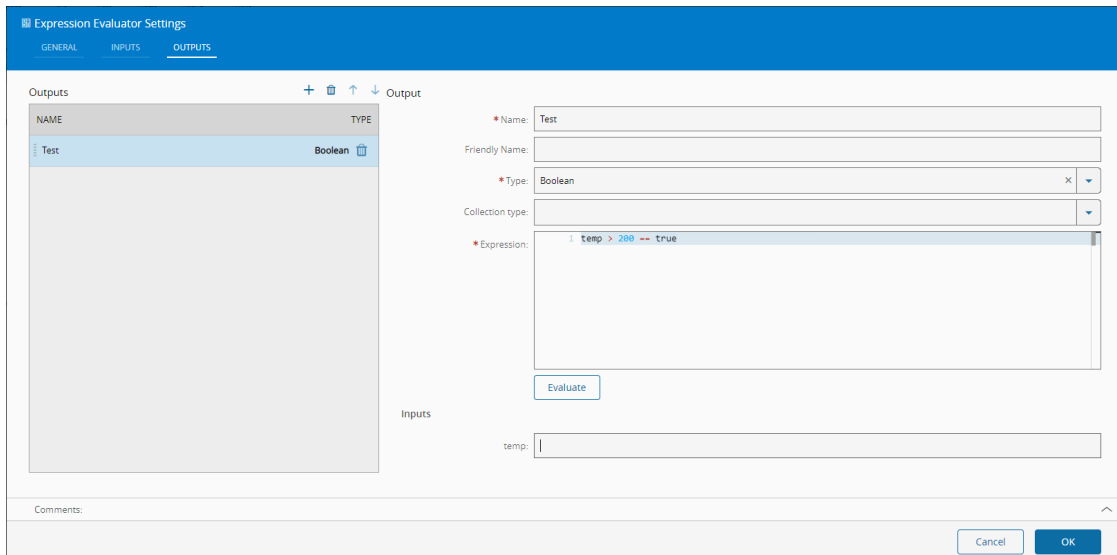 Expression Evaluator Settings
GENERAL INPUTS OUTPUTS
Outputs
NAME TYPE
Test Boolean
Output
*Name: Test
Friendly Name:
*Type: Boolean
Collection type:
*Expression: 1 temp > 200 == true
Evaluate
Inputs
temp:
Comments:
Cancel OK